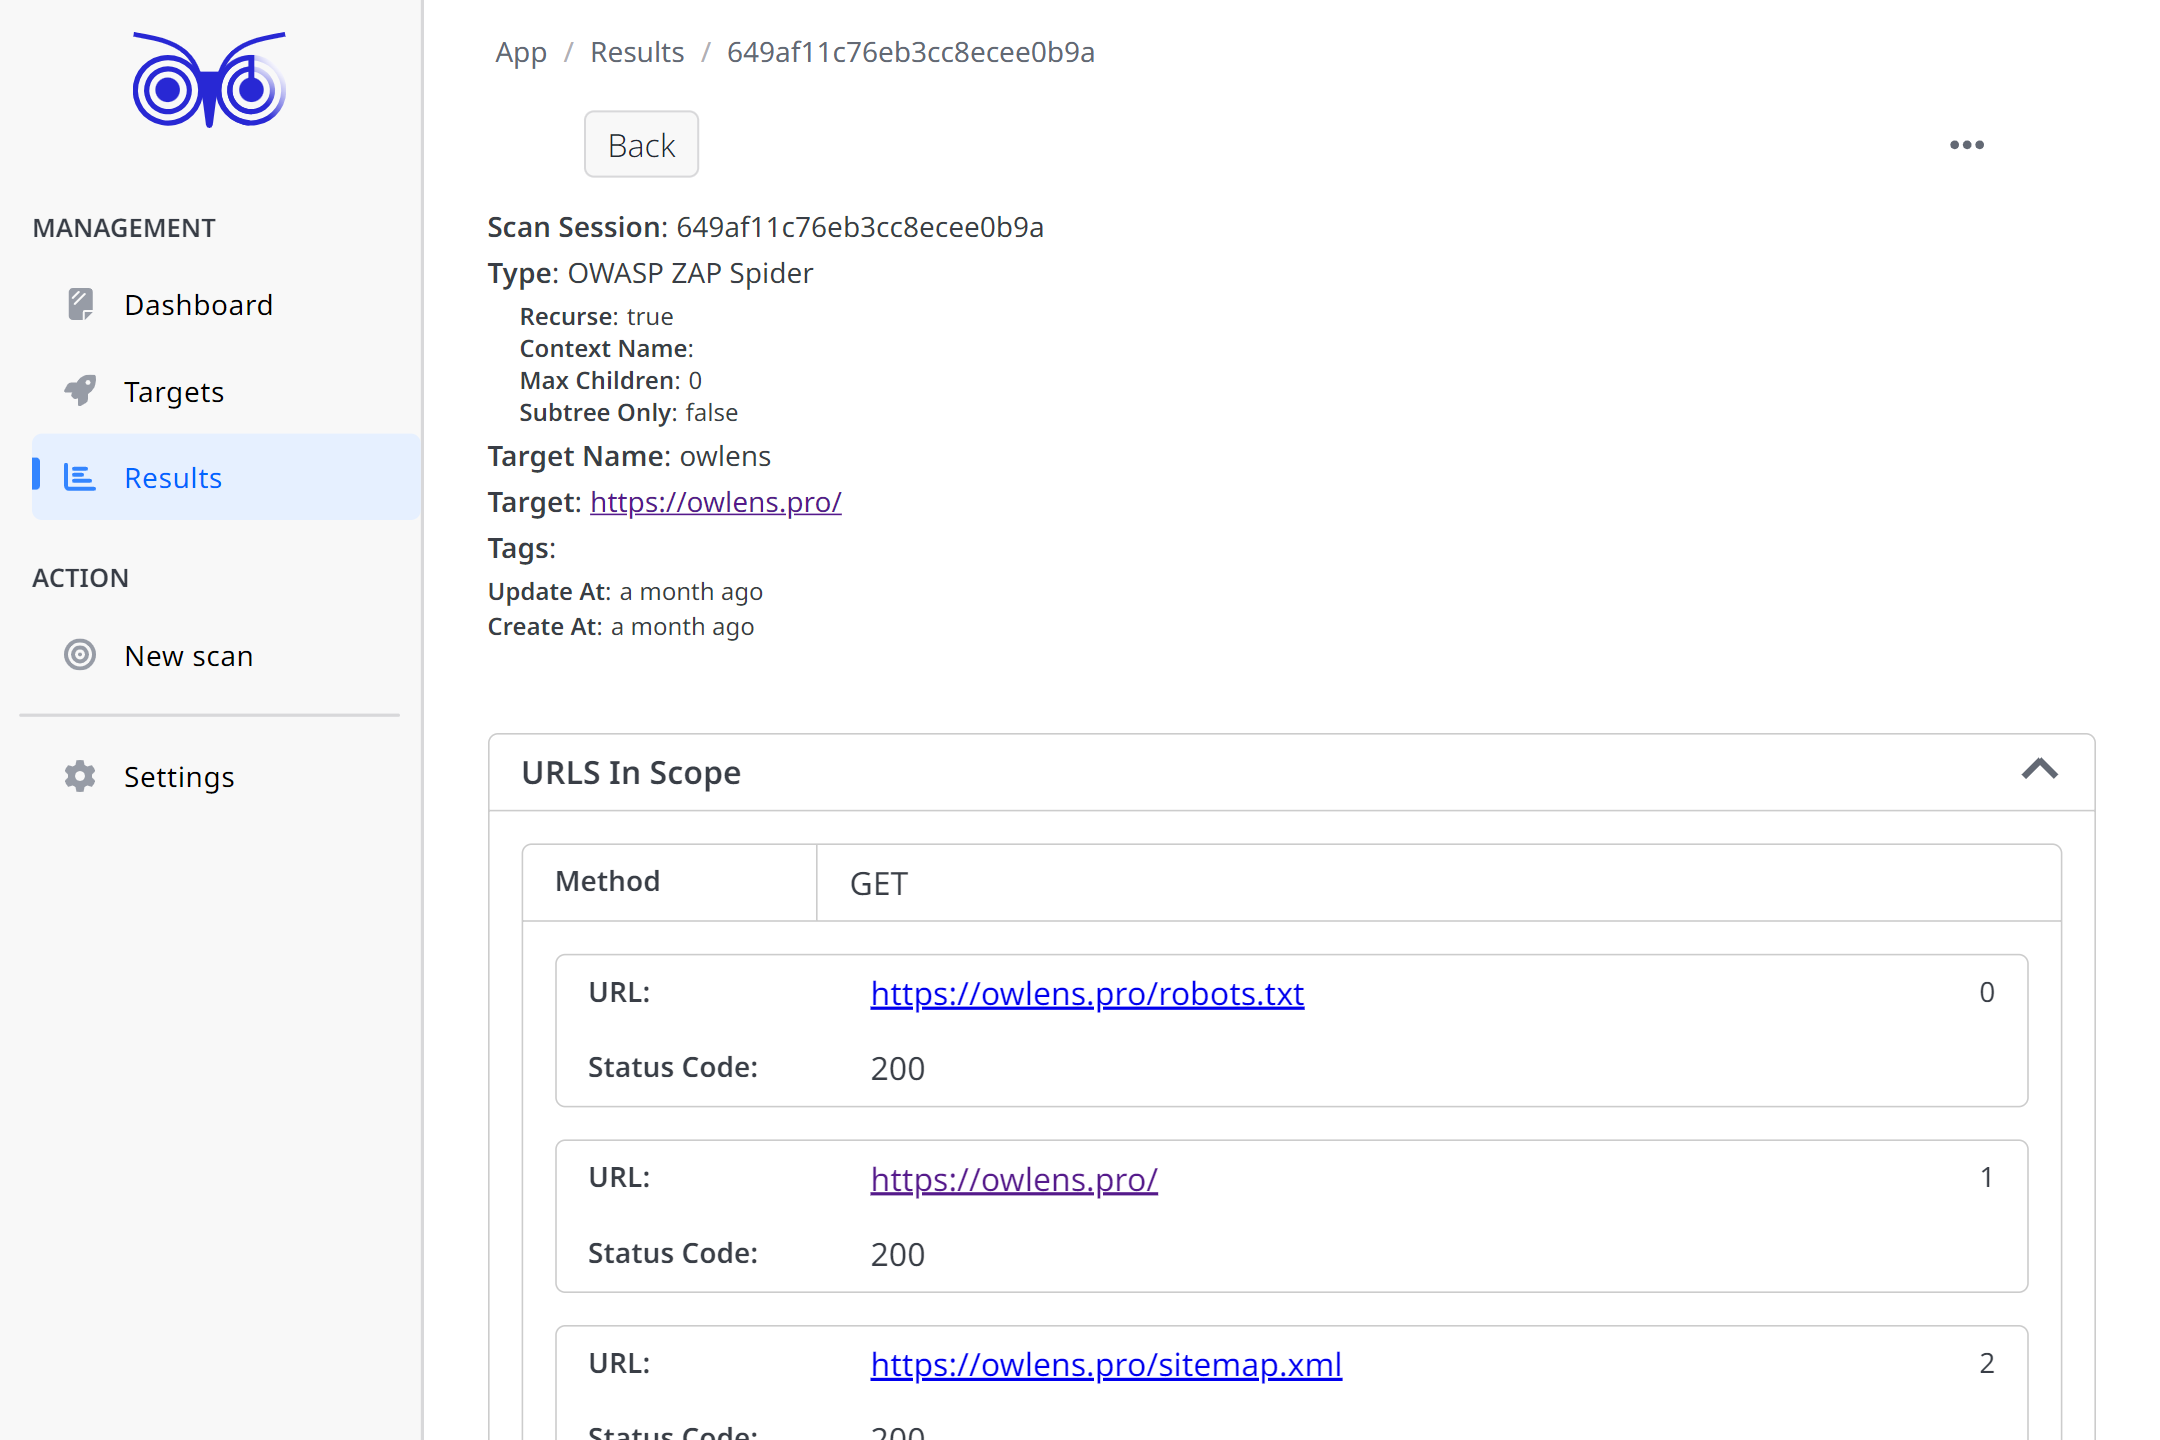 App / Results / 649af11c76eb3cc8ecee0b9a
Back
MANAGEMENT
Dashboard
Targets
Results
ACTION
New scan
Settings
Scan Session: 649af11c76eb3cc8ecee0b9a
Type: OWASP ZAP Spider
Recurse: true
Context Name:
Max Children: 0
Subtree Only: false
Target Name: owlens
Target: https://owlens.pro/
Tags:
Update At: a month ago
Create At: a month ago
URLS In Scope
Method GET
URL: https://owlens.pro/robots.txt 0
Status Code: 200
URL: https://owlens.pro/ 1
Status Code: 200
URL: https://owlens.pro/sitemap.xml 2
Status Code: 200